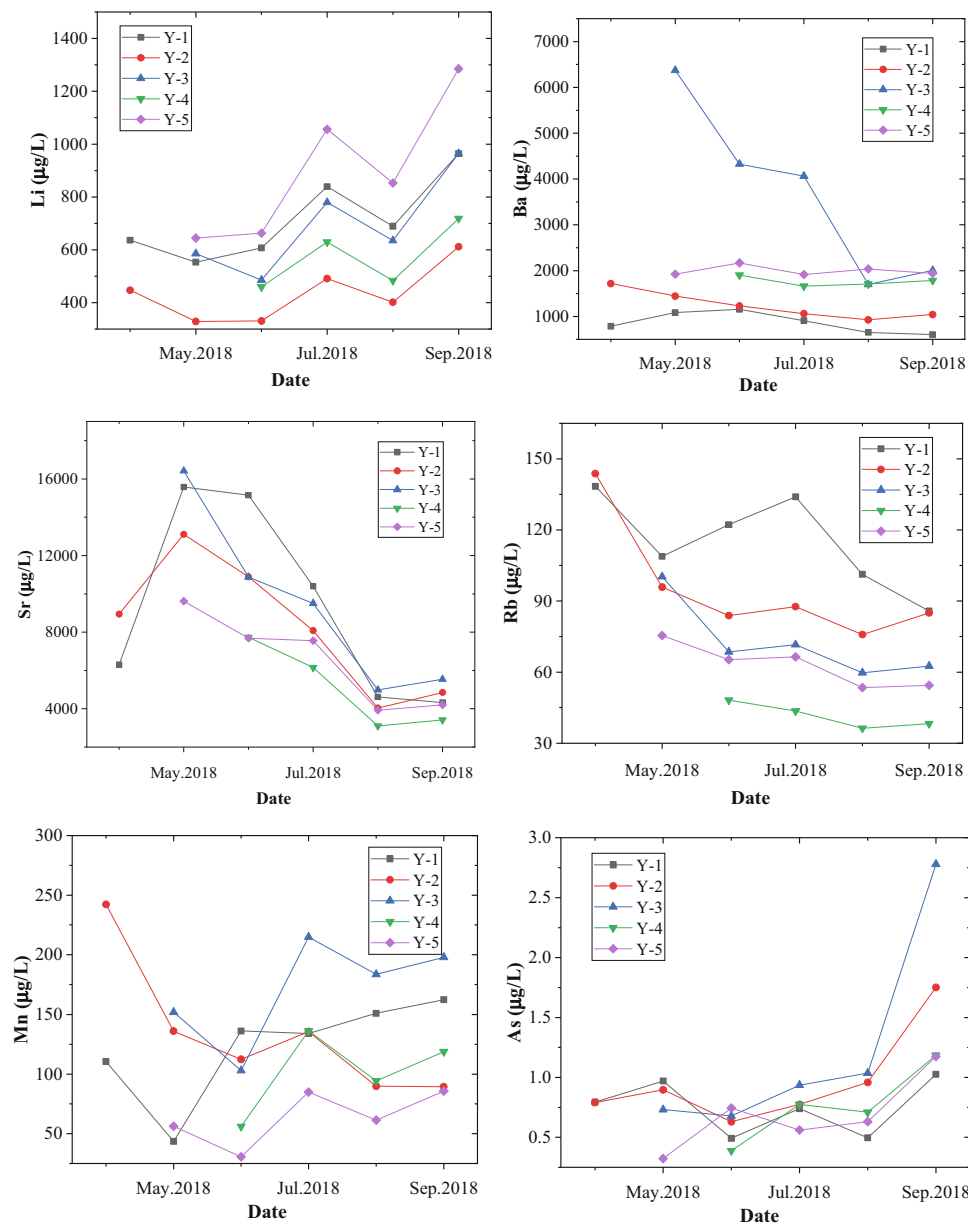 1400
1200
1000
800
600
400
Li (µg/L)
Y-1
Y-2
Y-3
Y-4
Y-5
May.2018
Jul.2018
Sep.2018
Date
7000
6000
5000
4000
3000
2000
1000
Ba (µg/L)
Y-1
Y-2
Y-3
Y-4
Y-5
May.2018
Jul.2018
Sep.2018
Date
16000
12000
8000
4000
Sr (µg/L)
Y-1
Y-2
Y-3
Y-4
Y-5
May.2018
Jul.2018
Sep.2018
Date
150
120
90
60
30
Rb (µg/L)
Y-1
Y-2
Y-3
Y-4
Y-5
May.2018
Jul.2018
Sep.2018
Date
300
250
200
150
100
50
Mn (µg/L)
Y-1
Y-2
Y-3
Y-4
Y-5
May.2018
Jul.2018
Sep.2018
Date
3.0
2.5
2.0
1.5
1.0
0.5
As (µg/L)
Y-1
Y-2
Y-3
Y-4
Y-5
May.2018
Jul.2018
Sep.2018
Date